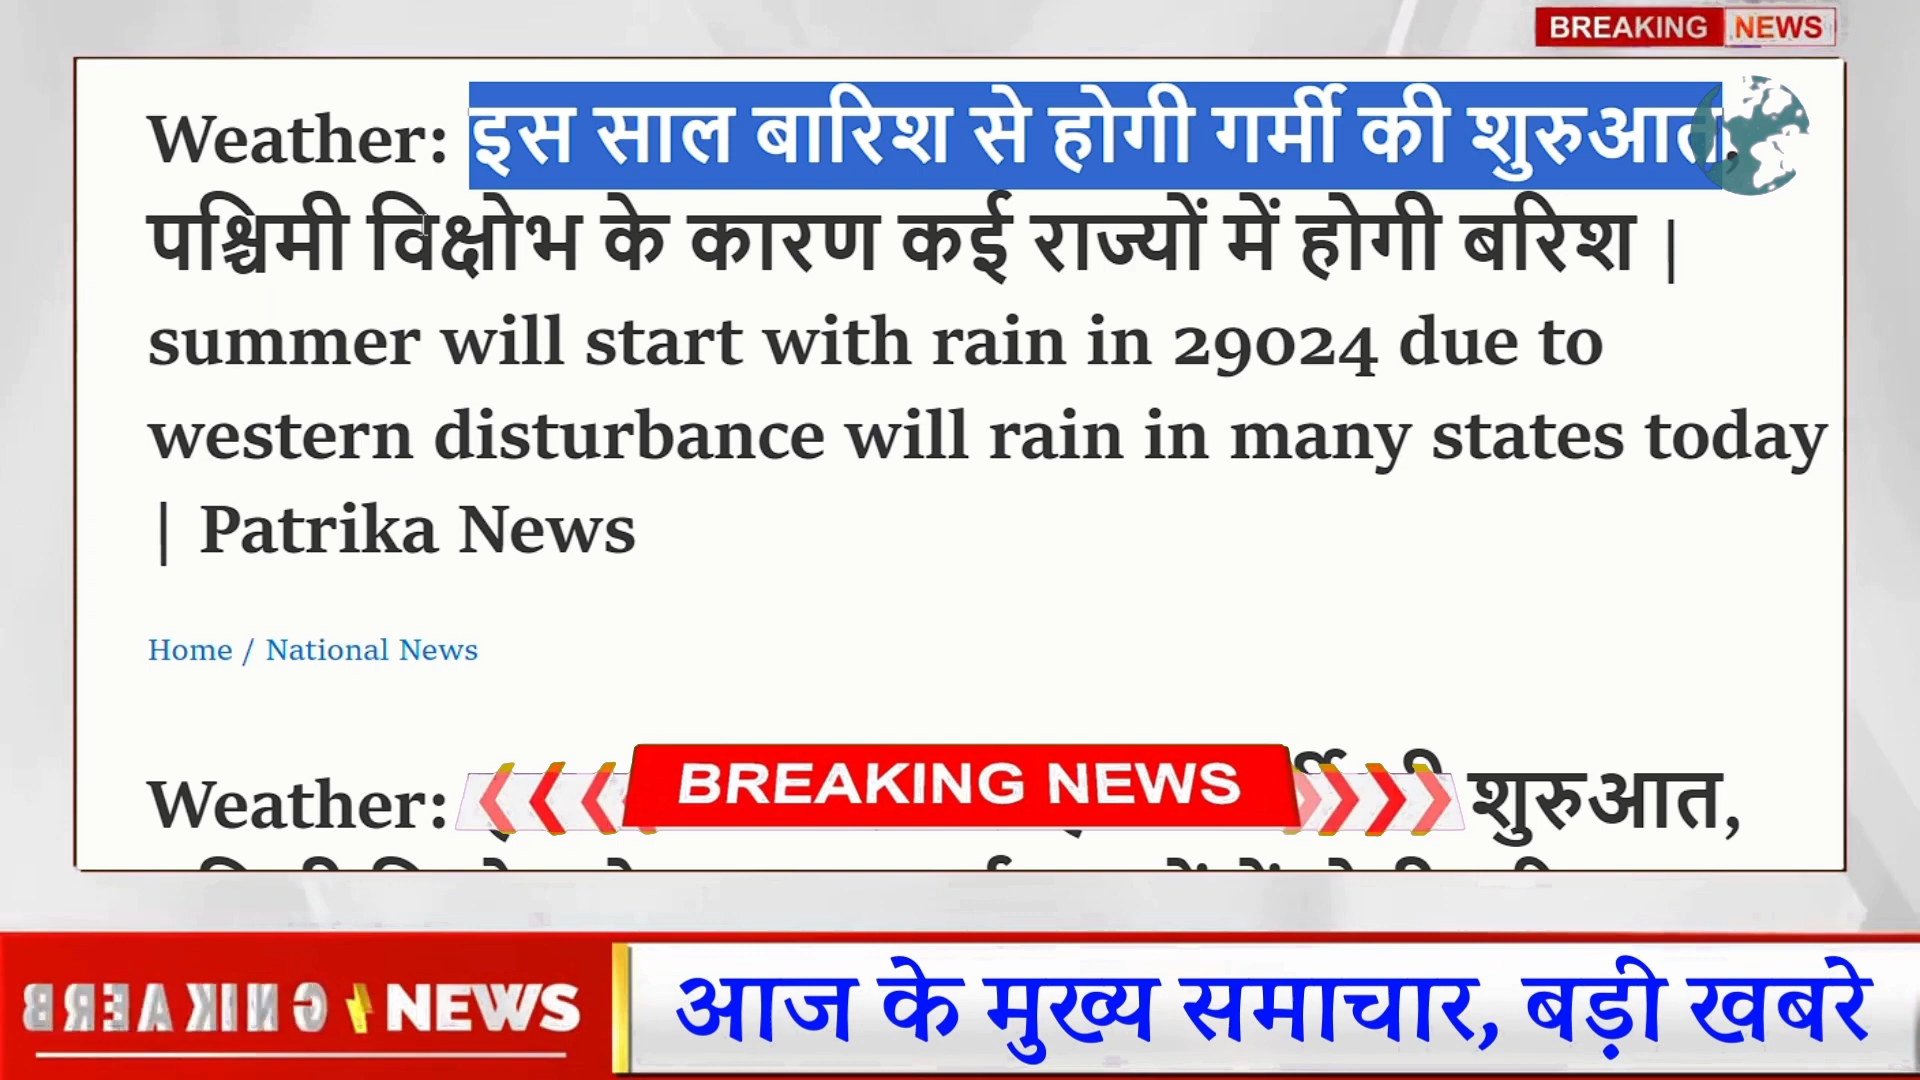 BREAKING NEWS
Weather: इस साल बारिश से होगी गर्मी की शुरुआत,
पश्चिमी विक्षोभ के कारण कई राज्यों में होगी बरिश |
summer will start with rain in 29024 due to
western disturbance will rain in many states today
| Patrika News
Home / National News
Weather: शुरुआत,
BREAKING NEWS
BREAKING NEWS
आज के मुख्य समाचार, बड़ी खबरे